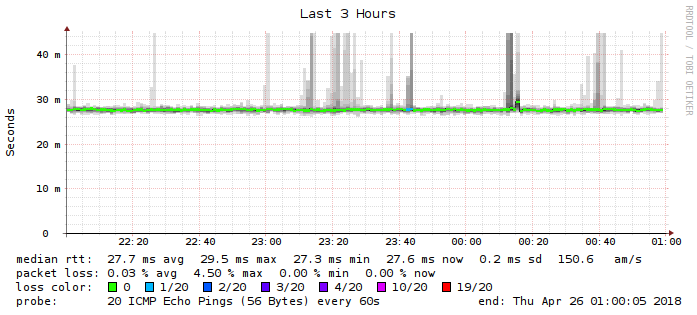 Last 3 Hours
RRDTOOL / TOBI OETIKER
Seconds
40 m
30 m
20 m
10 m
0
22:20 22:40 23:00 23:20 23:40 00:00 00:20 00:40 01:00
median rtt: 27.7 ms avg 29.5 ms max 27.3 ms min 27.6 ms now 0.2 ms sd 150.6 am/s
packet loss: 0.03 % avg 4.50 % max 0.00 % min 0.00 % now
loss color: 0 1/20 2/20 3/20 4/20 10/20 19/20
probe: 20 ICMP Echo Pings (56 Bytes) every 60s end: Thu Apr 26 01:00:05 2018